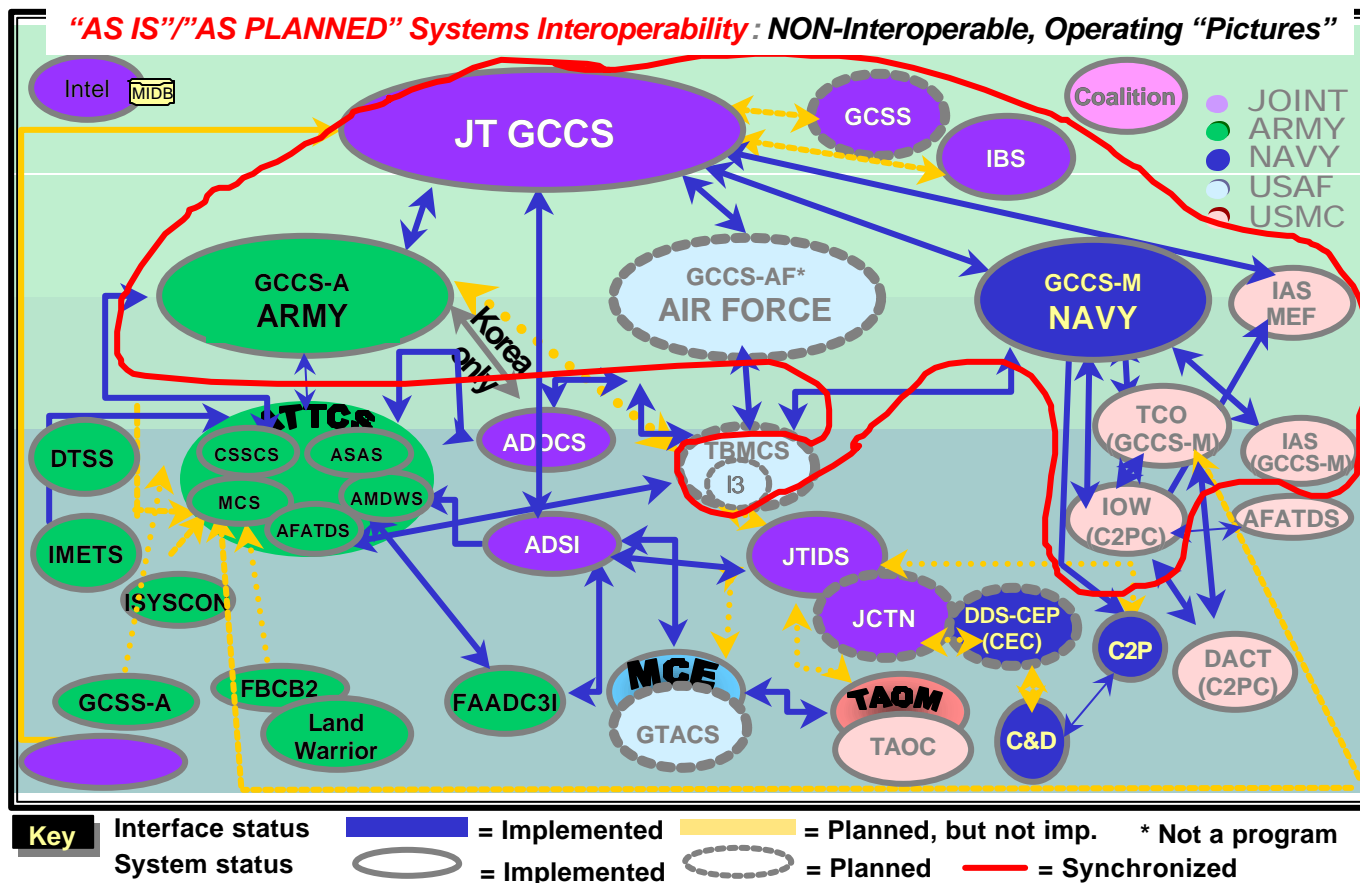 “AS IS”/”AS PLANNED” Systems Interoperability: NON-Interoperable, Operating “Pictures”
Intel
MIDB
JT GCCS
GCSS
IBS
Coalition
JOINT
ARMY
NAVY
USAF
USMC
GCCS-A
ARMY
Korea
only
GCCS-AF*
AIR FORCE
GCCS-M
NAVY
IAS
MEF
DTSS
CSSCS
ASAS
MCS
AMDWS
AFATDS
ADOCS
TBMCS
I3
TCO
(GCCS-M)
IAS
(GCCS-M)
IOW
(C2PC)
AFATDS
IMETS
ISYSCON
ADSI
JTIDS
JCTN
DDS-CEP
(CEC)
C2P
DACT
(C2PC)
GCSS-A
FBCB2
Land
Warrior
FAADC3I
MCE
GTACS
TAOM
TAOC
C&D
Key
Interface status
= Implemented
= Planned, but not imp.
* Not a program
System status
= Implemented
= Planned
= Synchronized